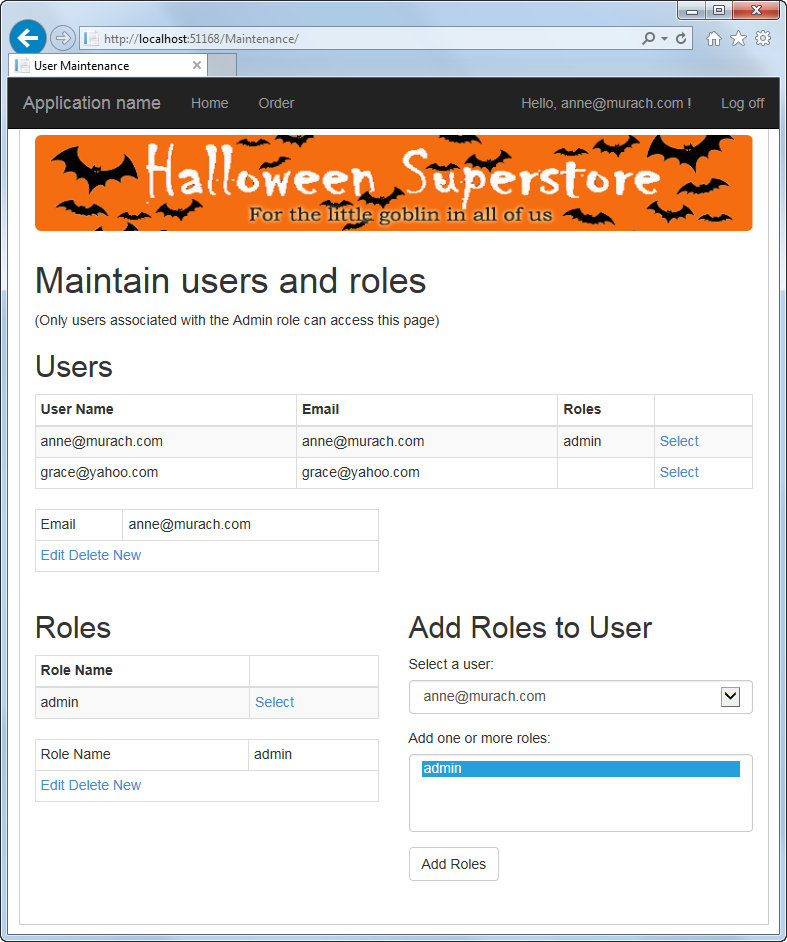 http://localhost:51168/Maintenance/
User Maintenance
Application name Home Order Hello, anne@murach.com ! Log off
Halloween Superstore
For the little goblin in all of us
Maintain users and roles
(Only users associated with the Admin role can access this page)
Users
User Name Email Roles
anne@murach.com anne@murach.com admin Select
grace@yahoo.com grace@yahoo.com Select
Email anne@murach.com
Edit Delete New
Roles
Role Name
admin Select
Role Name admin
Edit Delete New
Add Roles to User
Select a user:
anne@murach.com
Add one or more roles:
admin
Add Roles